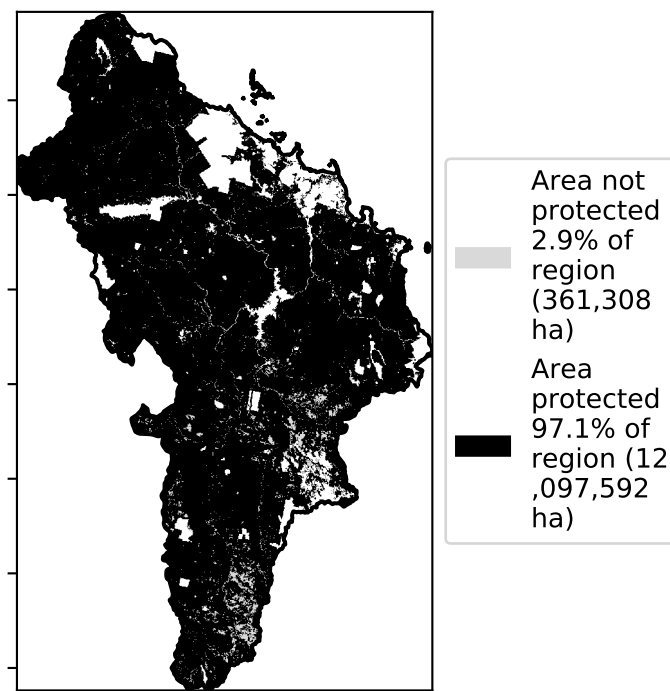 Area not
protected
2.9% of
region
(361,308
ha)
Area
protected
97.1% of
region (12
,097,592
ha)